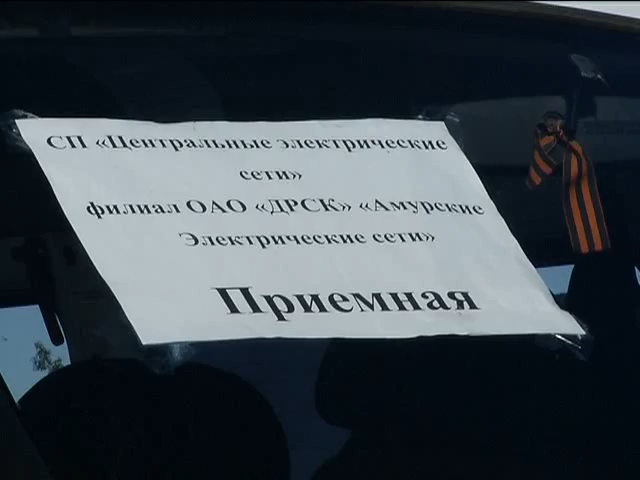 СП «Центральные электрические
сети»
филиал ОАО «ДРСК» «Амурские
Электрические сети»
Приемная